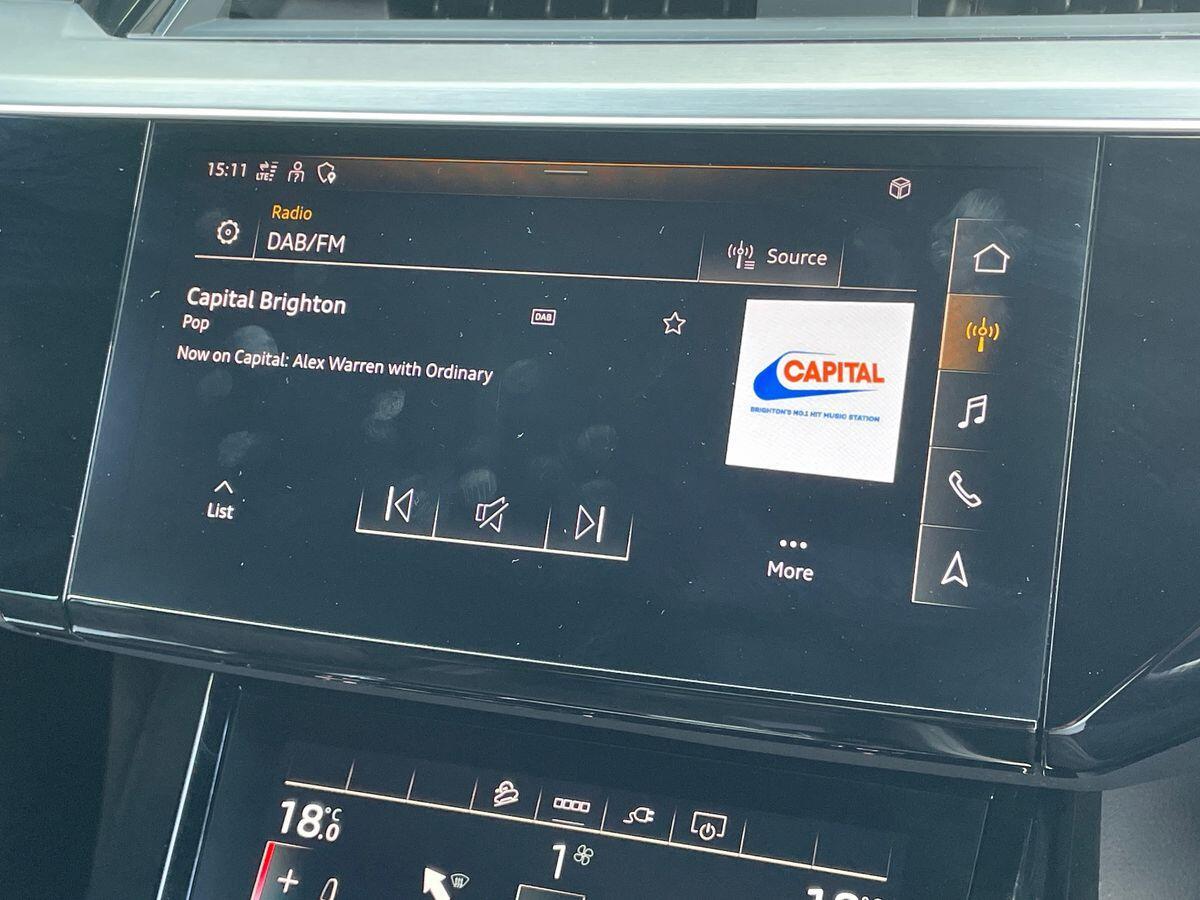 15:11 LTE
Radio
DAB/FM
Source
Capital Brighton
DAB
Pop
Now on Capital: Alex Warren with Ordinary
CAPITAL
BRIGHTON'S NO.1 HIT MUSIC STATION
List
More
18.0 °C
1